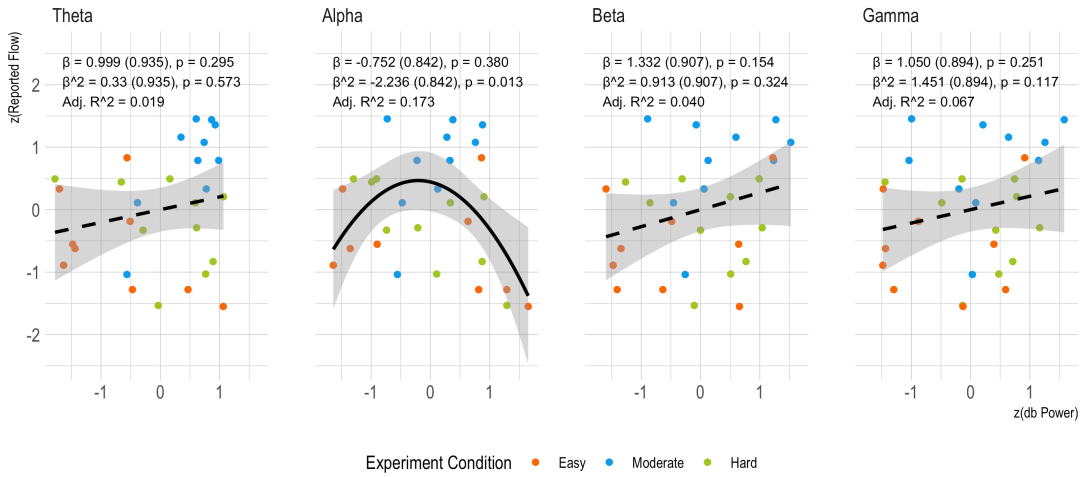 Theta
Alpha
Beta
Gamma
z(Reported Flow)
β = 0.999 (0.935), p = 0.295
β^2 = 0.33 (0.935), p = 0.573
Adj. R^2 = 0.019
β = -0.752 (0.842), p = 0.380
β^2 = -2.236 (0.842), p = 0.013
Adj. R^2 = 0.173
β = 1.332 (0.907), p = 0.154
β^2 = 0.913 (0.907), p = 0.324
Adj. R^2 = 0.040
β = 1.050 (0.894), p = 0.251
β^2 = 1.451 (0.894), p = 0.117
Adj. R^2 = 0.067
2
1
0
-1
-2
-1 0 1
-1 0 1
-1 0 1
-1 0 1
z(db Power)
Experiment Condition Easy Moderate Hard